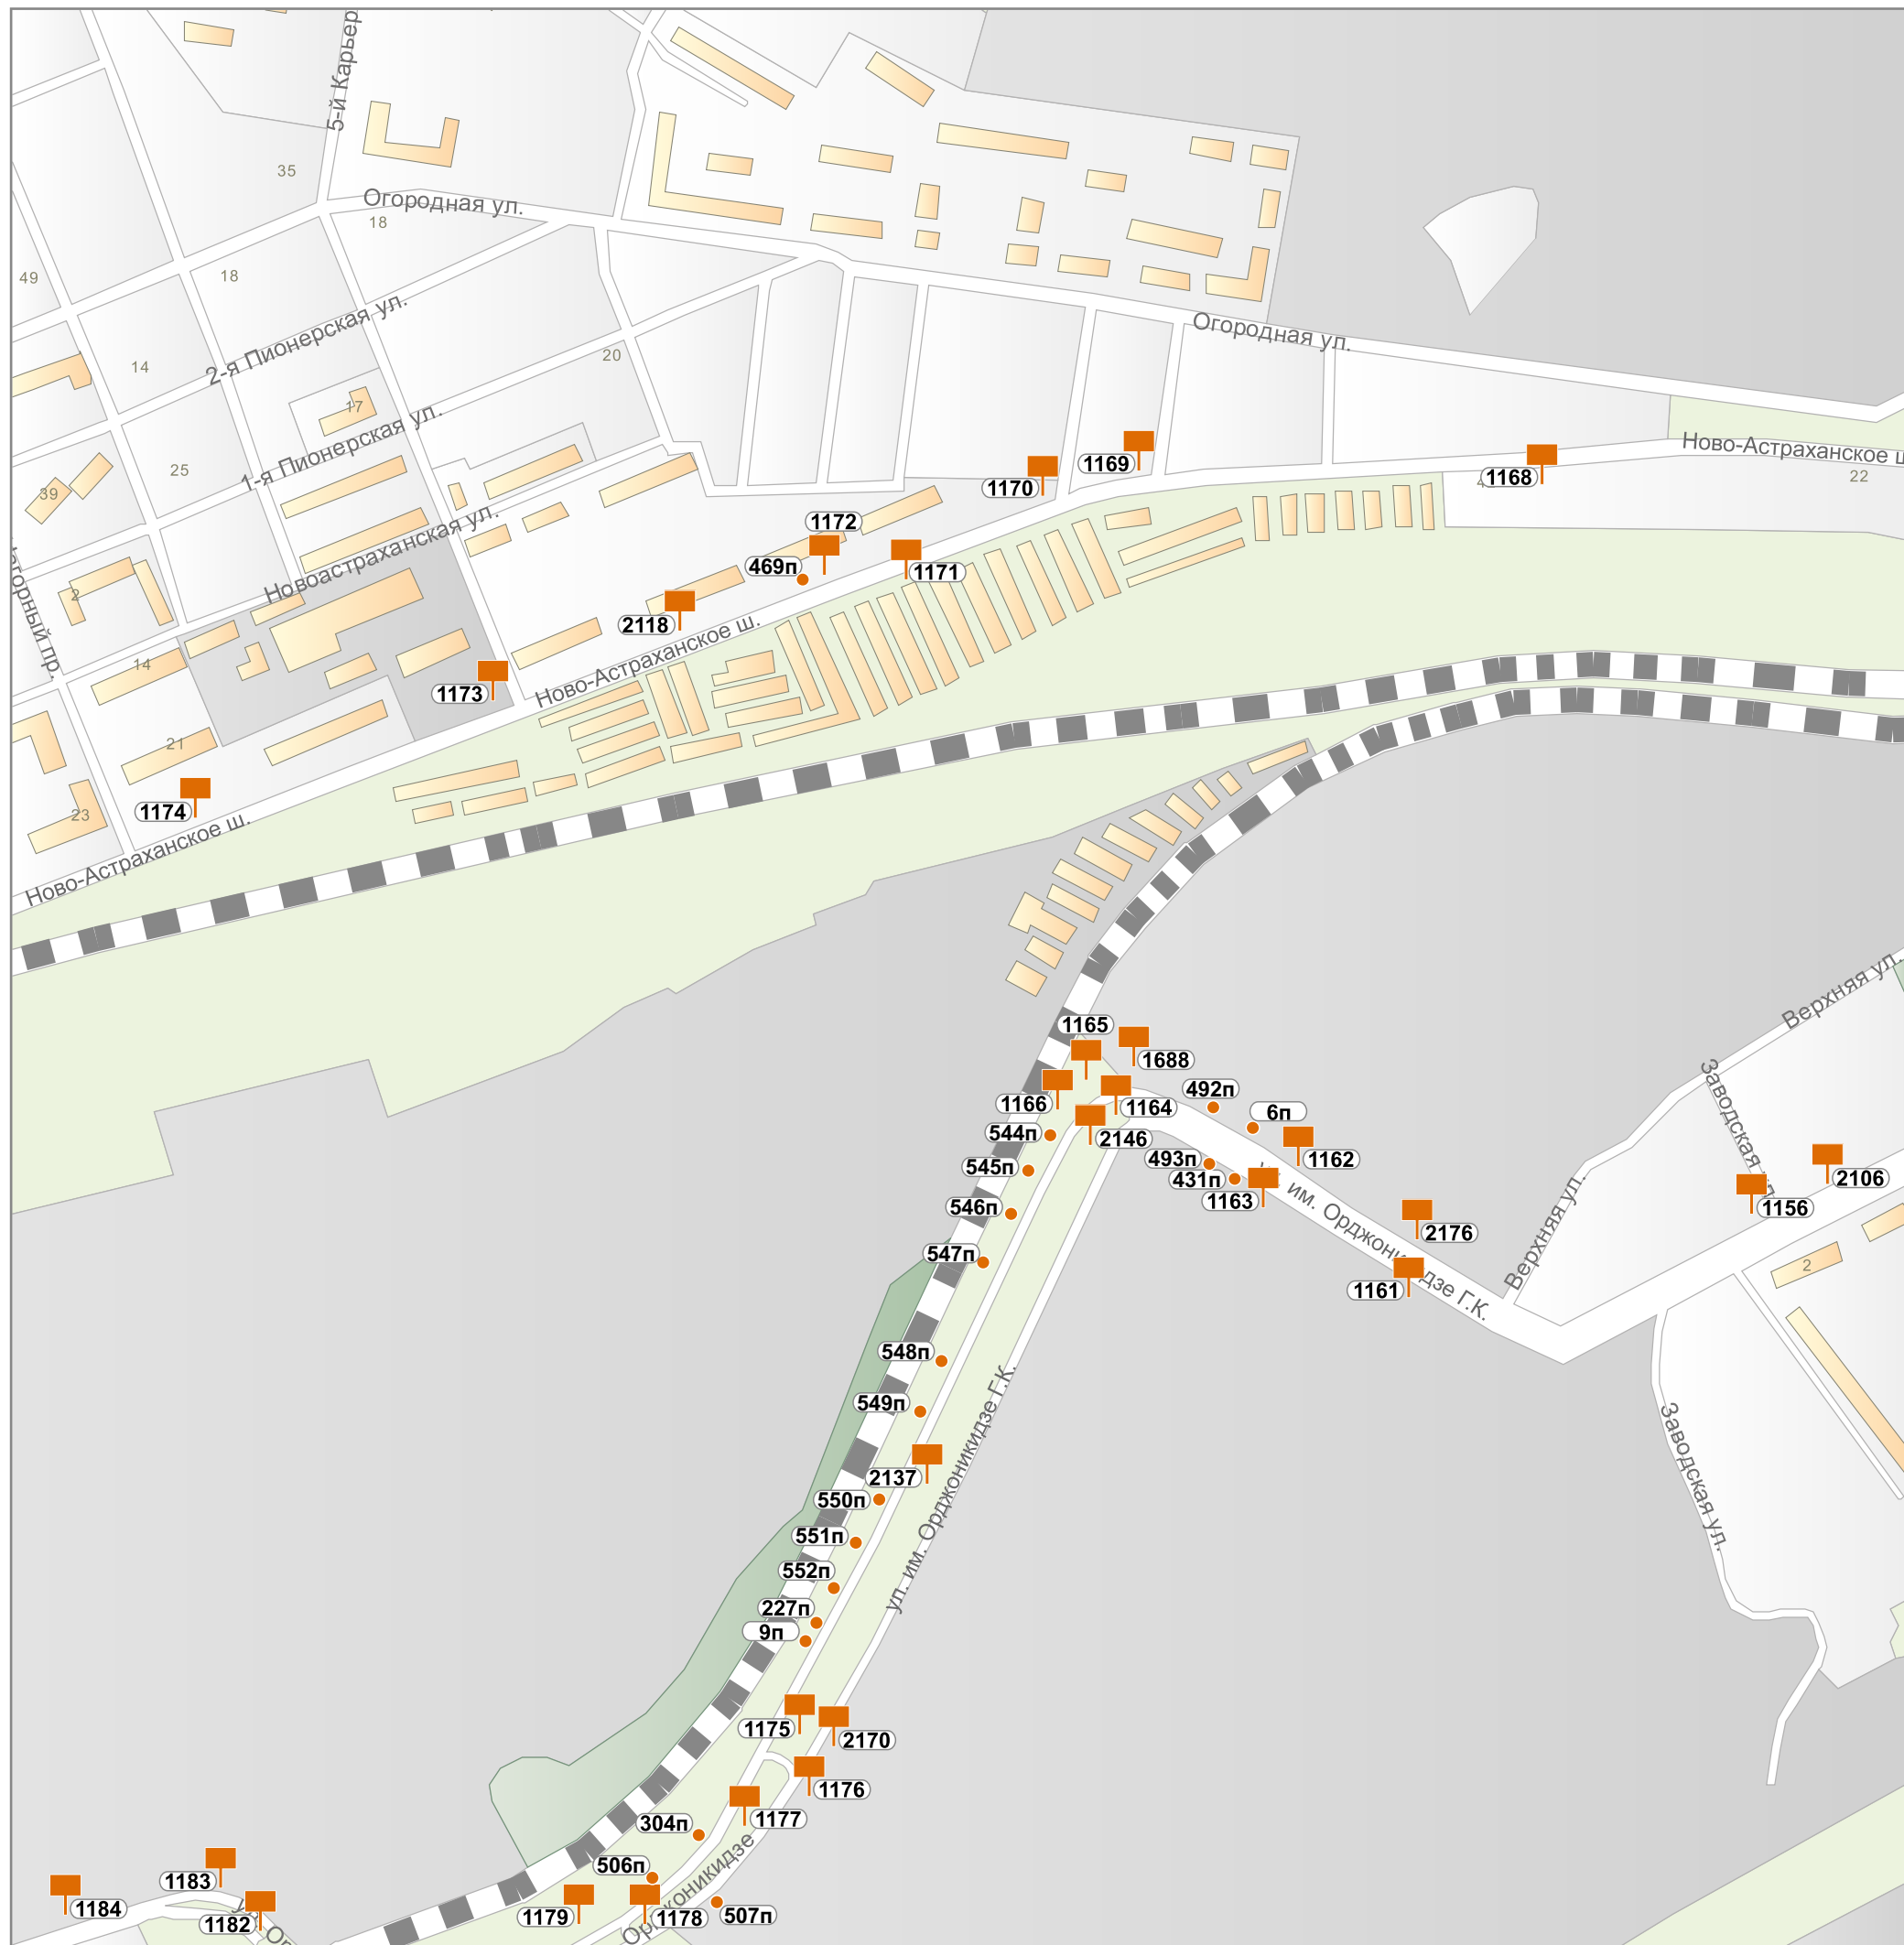 5-й Карьер
35
Огородная ул.
18
49
18
2-я Пионерская ул.
14
20
Огородная ул.
17
1-я Пионерская ул.
25
39
Ново-Астраханское ш
22
1169
1170
1168
Новоастраханская ул.
1172
469п
1171
2
2118
14
1173
Ново-Астраханское ш.
21
1174
23
Ново-Астраханское ш.
Верхняя ул.
1165
1688
1166
1164
492п
6п
544п
2146
1162
545п
493п
431п
1163
Заводская
2106
1156
546п
им. Орджоникидзе Г.К.
2176
Верхняя ул.
547п
1161
2
548п
549п
ул. им. Орджоникидзе Г.К.
Заводская ул.
2137
550п
551п
552п
227п
9п
1175
2170
1176
1177
304п
506п
Орджоникидзе
1183
1184
1182
1179
1178
507п